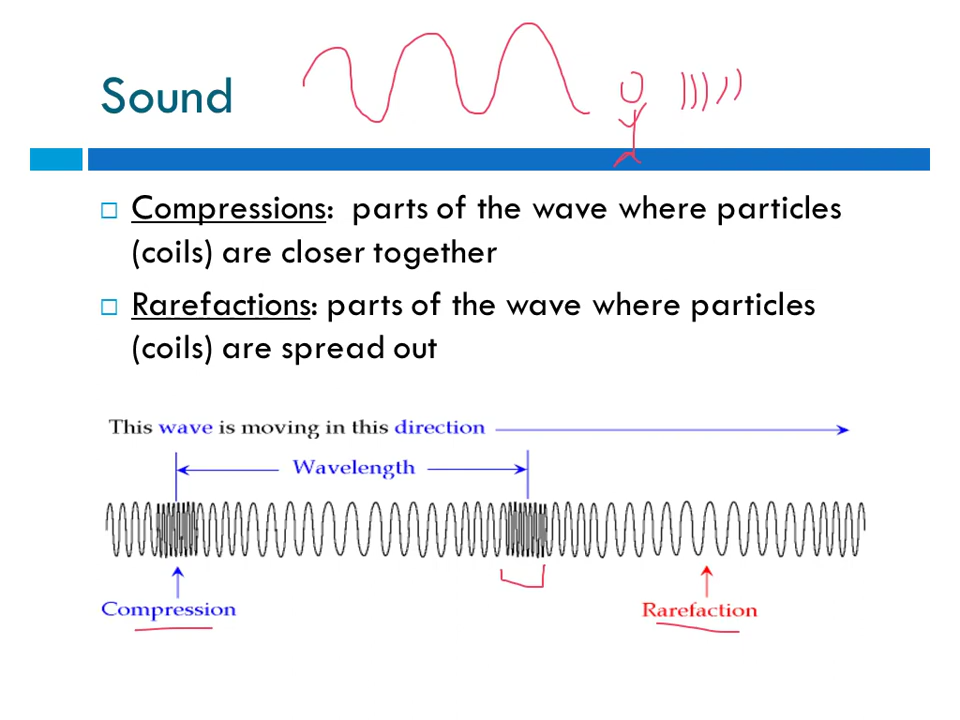 Sound
Compressions: parts of the wave where particles
(coils) are closer together
Rarefactions: parts of the wave where particles
(coils) are spread out
This wave is moving in this direction
Wavelength
Compression
Rarefaction